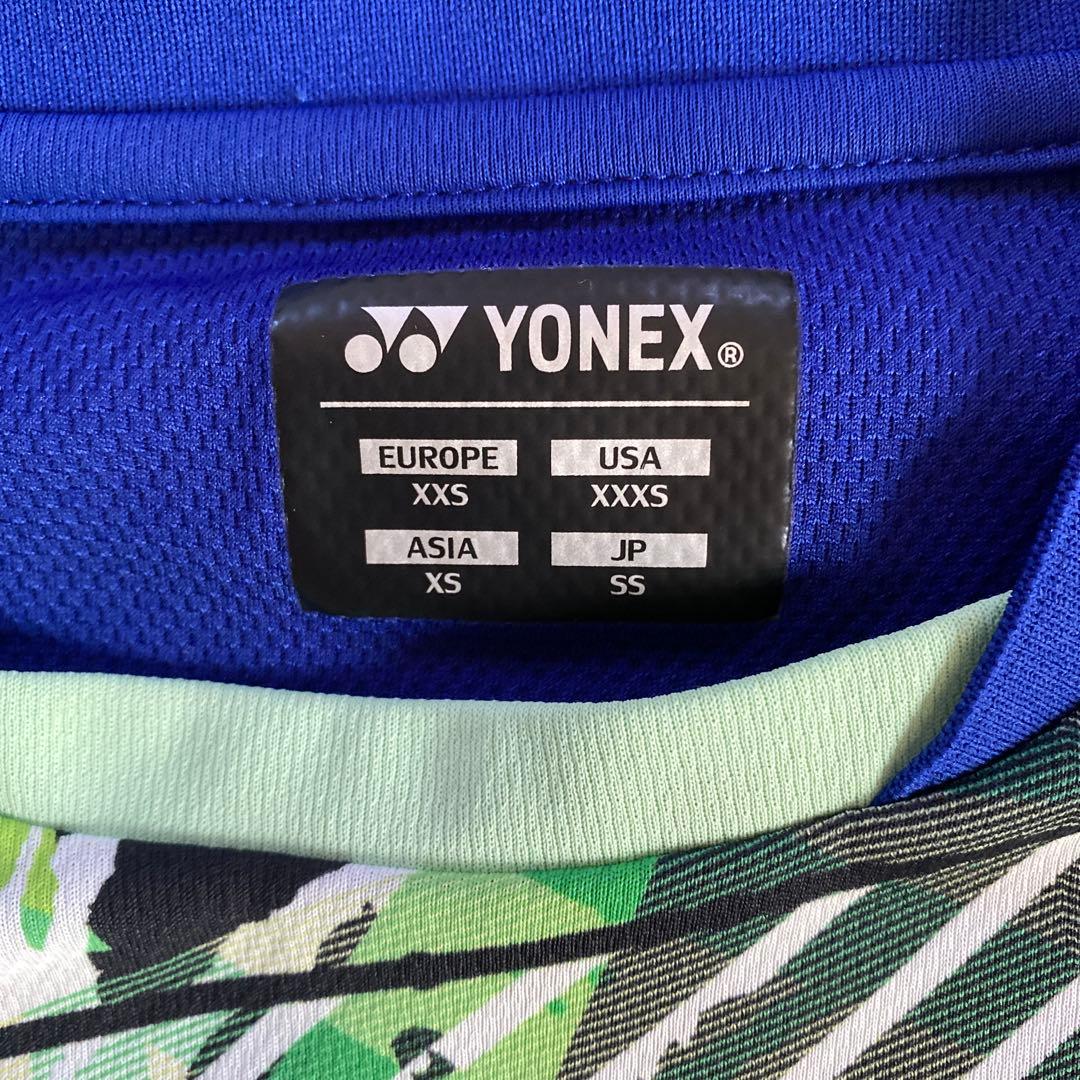 YONEX®
EUROPE USA
XXS XXXS
ASIA JP
XS SS